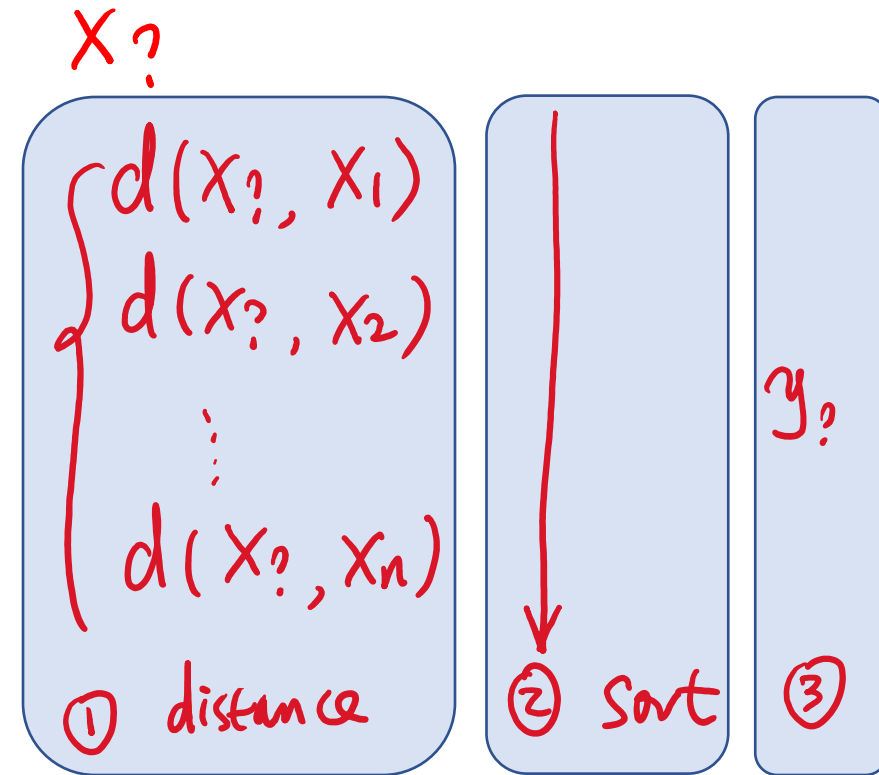 X?
d(X?, X1)
d(X?, X2)
⋮
d(X?, Xn)
① distance
② Sort
y?
③